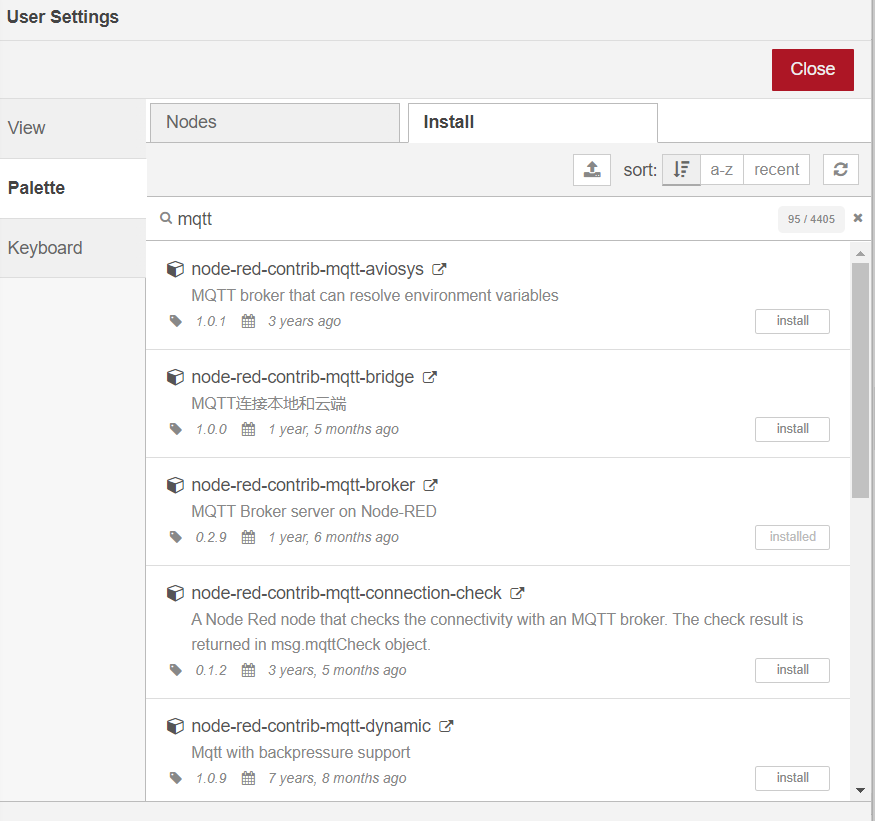 User Settings
Close
View
Palette
Keyboard
Nodes
Install
sort: a-z recent
mqtt
95 / 4405
node-red-contrib-mqtt-aviosys
MQTT broker that can resolve environment variables
1.0.1 3 years ago
install
node-red-contrib-mqtt-bridge
MQTT连接本地和云端
1.0.0 1 year, 5 months ago
install
node-red-contrib-mqtt-broker
MQTT Broker server on Node-RED
0.2.9 1 year, 6 months ago
installed
node-red-contrib-mqtt-connection-check
A Node Red node that checks the connectivity with an MQTT broker. The check result is
returned in msg.mqttCheck object.
0.1.2 3 years, 5 months ago
install
node-red-contrib-mqtt-dynamic
Mqtt with backpressure support
1.0.9 7 years, 8 months ago
install